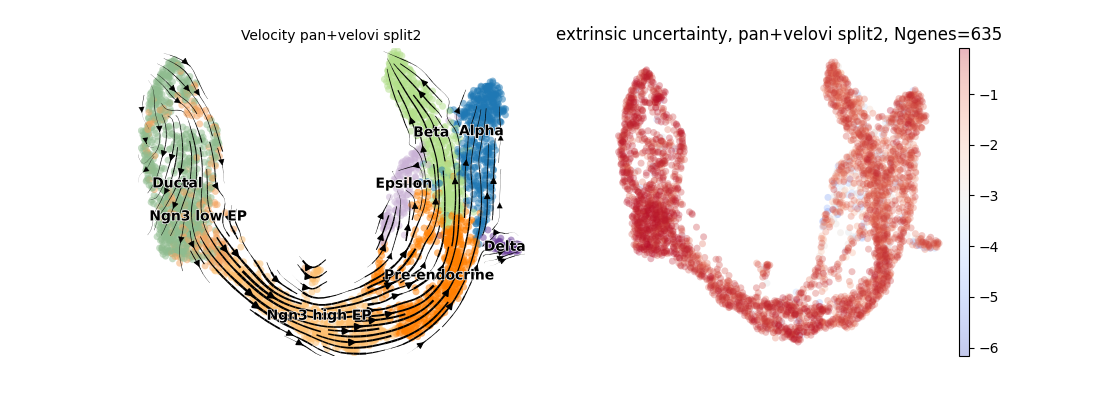 Velocity pan+velovi split2
Beta
Alpha
Ductal
Epsilon
Ngn3 low EP
Delta
Pre-endocrine
Ngn3 high EP
extrinsic uncertainty, pan+velovi split2, Ngenes=635
−1
−2
−3
−4
−5
−6